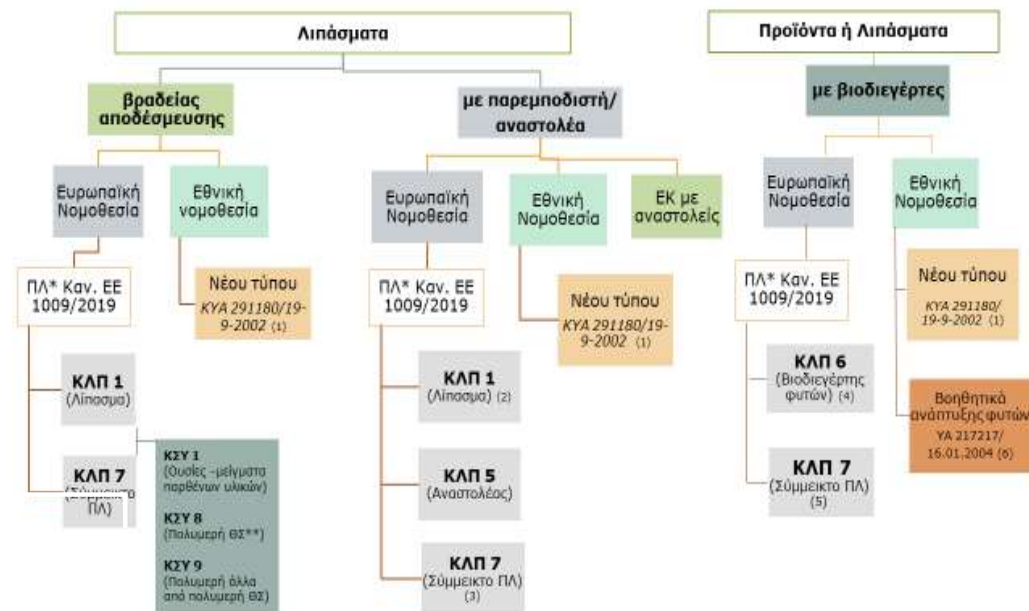 Λιπάσματα
βραδείας
αποδέσμευσης
Ευρωπαϊκή
Νομοθεσία
Εθνική
νομοθεσία
ΠΛ* Καν. ΕΕ
1009/2019
Νέου τύπου
ΚΥΑ 291180/19-
9-2002 (1)
ΚΛΠ 1
(Λίπασμα)
ΚΛΠ 7
(Σύμμεικτο
ΠΛ)
ΚΣΥ 1
(Ουσίες -μείγματα
παρθένων υλικών)
ΚΣΥ 8
(Πολυμερή ΘΣ**)
ΚΣΥ 9
(Πολυμερή άλλα
από πολυμερή ΘΣ)
με παρεμποδιστή/
αναστολέα
Ευρωπαϊκή
Νομοθεσία
Εθνική
Νομοθεσία
ΕΚ με
αναστολείς
ΠΛ* Καν. ΕΕ
1009/2019
Νέου τύπου
ΚΥΑ 291180/19-
9-2002 (1)
ΚΛΠ 1
(Λίπασμα) (2)
ΚΛΠ 5
(Αναστολέας)
ΚΛΠ 7
(Σύμμεικτο ΠΛ)
(3)
Προϊόντα ή Λιπάσματα
με βιοδιεγέρτες
Ευρωπαϊκή
Νομοθεσία
Εθνική
Νομοθεσία
ΠΛ* Καν. ΕΕ
1009/2019
Νέου τύπου
ΚΥΑ 291180/
19-9-2002 (1)
ΚΛΠ 6
(Βιοδιεγέρτης
φυτών) (4)
Βοηθητικά
ανάπτυξης φυτών
ΥΑ 217217/
16.01.2004 (6)
ΚΛΠ 7
(Σύμμεικτο ΠΛ)
(5)